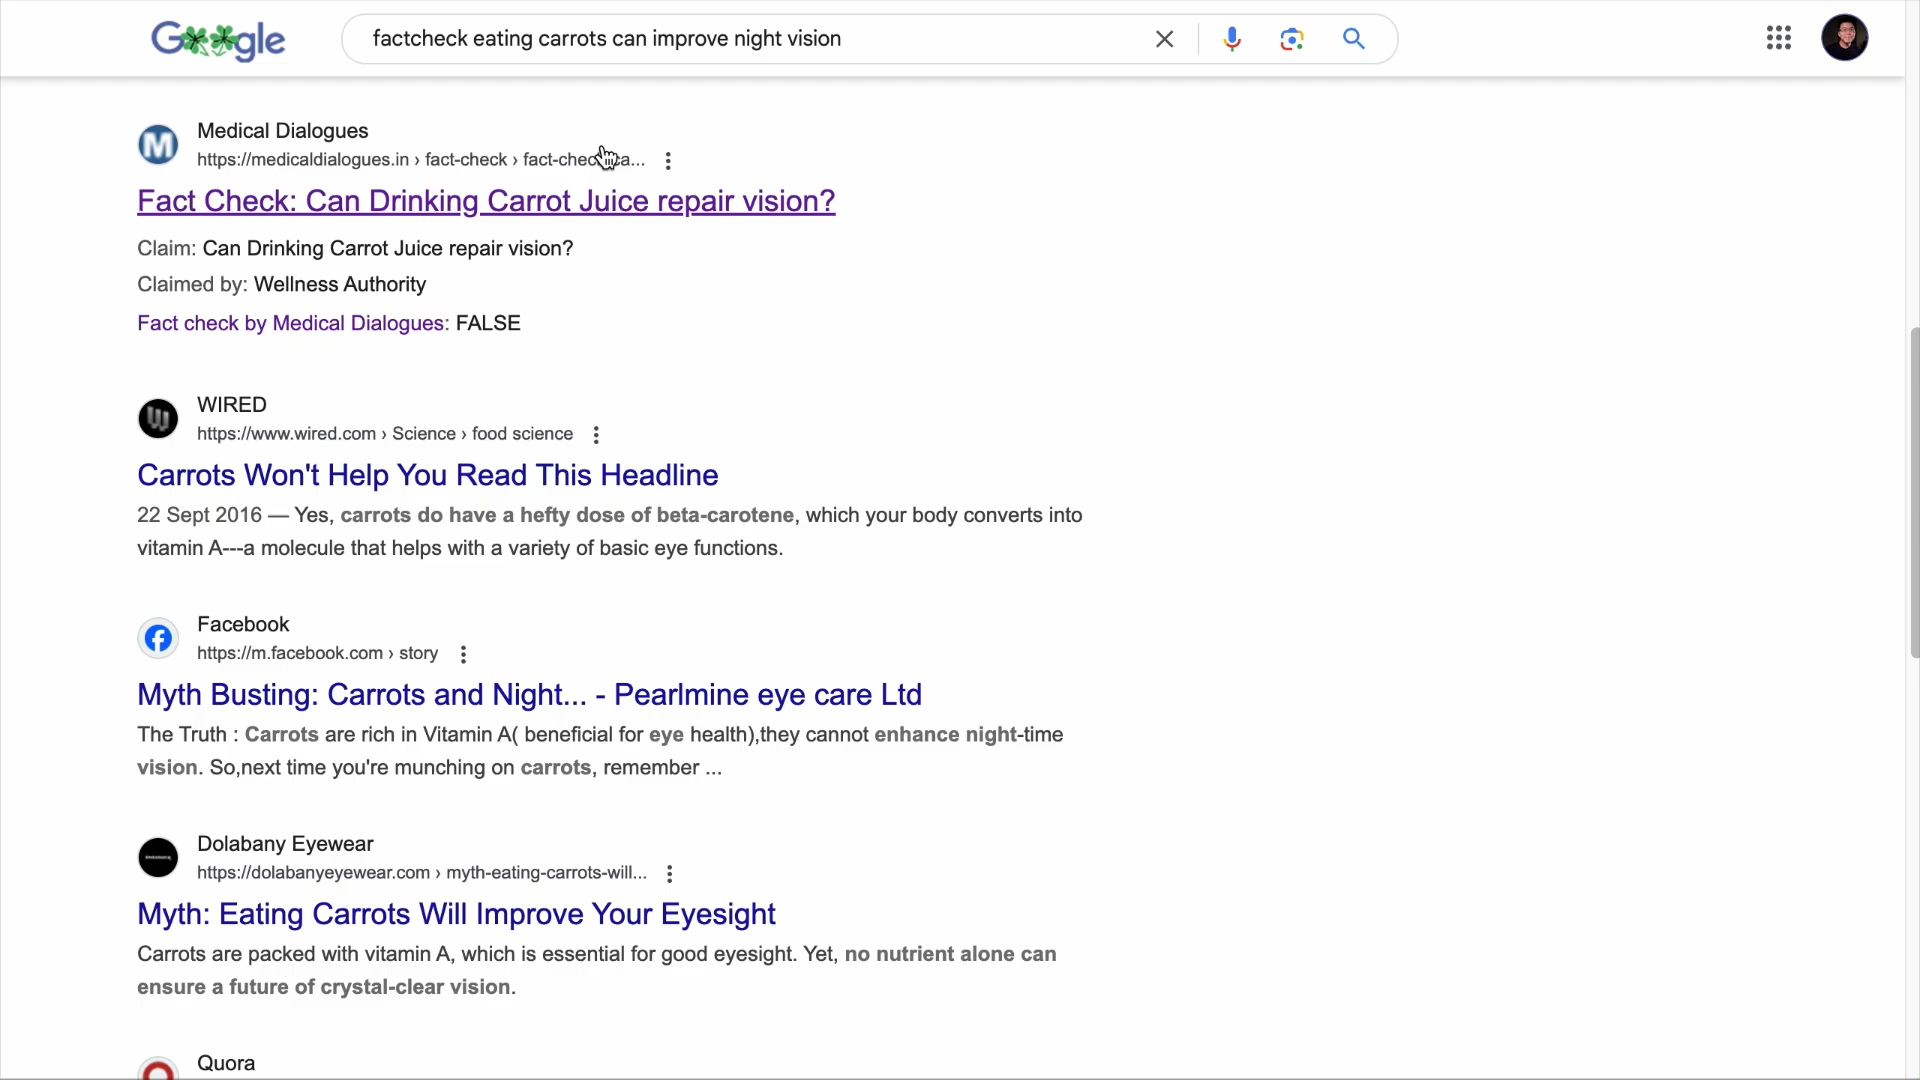 Google
factcheck eating carrots can improve night vision
Medical Dialogues
https://medicaldialogues.in › fact-check › fact-chec
Fact Check: Can Drinking Carrot Juice repair vision?
Claim: Can Drinking Carrot Juice repair vision?
Claimed by: Wellness Authority
Fact check by Medical Dialogues: FALSE
WIRED
https://www.wired.com › Science › food science
Carrots Won't Help You Read This Headline
22 Sept 2016 — Yes, carrots do have a hefty dose of beta-carotene, which your body converts into
vitamin A---a molecule that helps with a variety of basic eye functions.
Facebook
https://m.facebook.com › story
Myth Busting: Carrots and Night... - Pearlmine eye care Ltd
The Truth : Carrots are rich in Vitamin A( beneficial for eye health),they cannot enhance night-time
vision. So,next time you're munching on carrots, remember ...
Dolabany Eyewear
https://dolabanyeyewear.com › myth-eating-carrots-will...
Myth: Eating Carrots Will Improve Your Eyesight
Carrots are packed with vitamin A, which is essential for good eyesight. Yet, no nutrient alone can
ensure a future of crystal-clear vision.
Quora